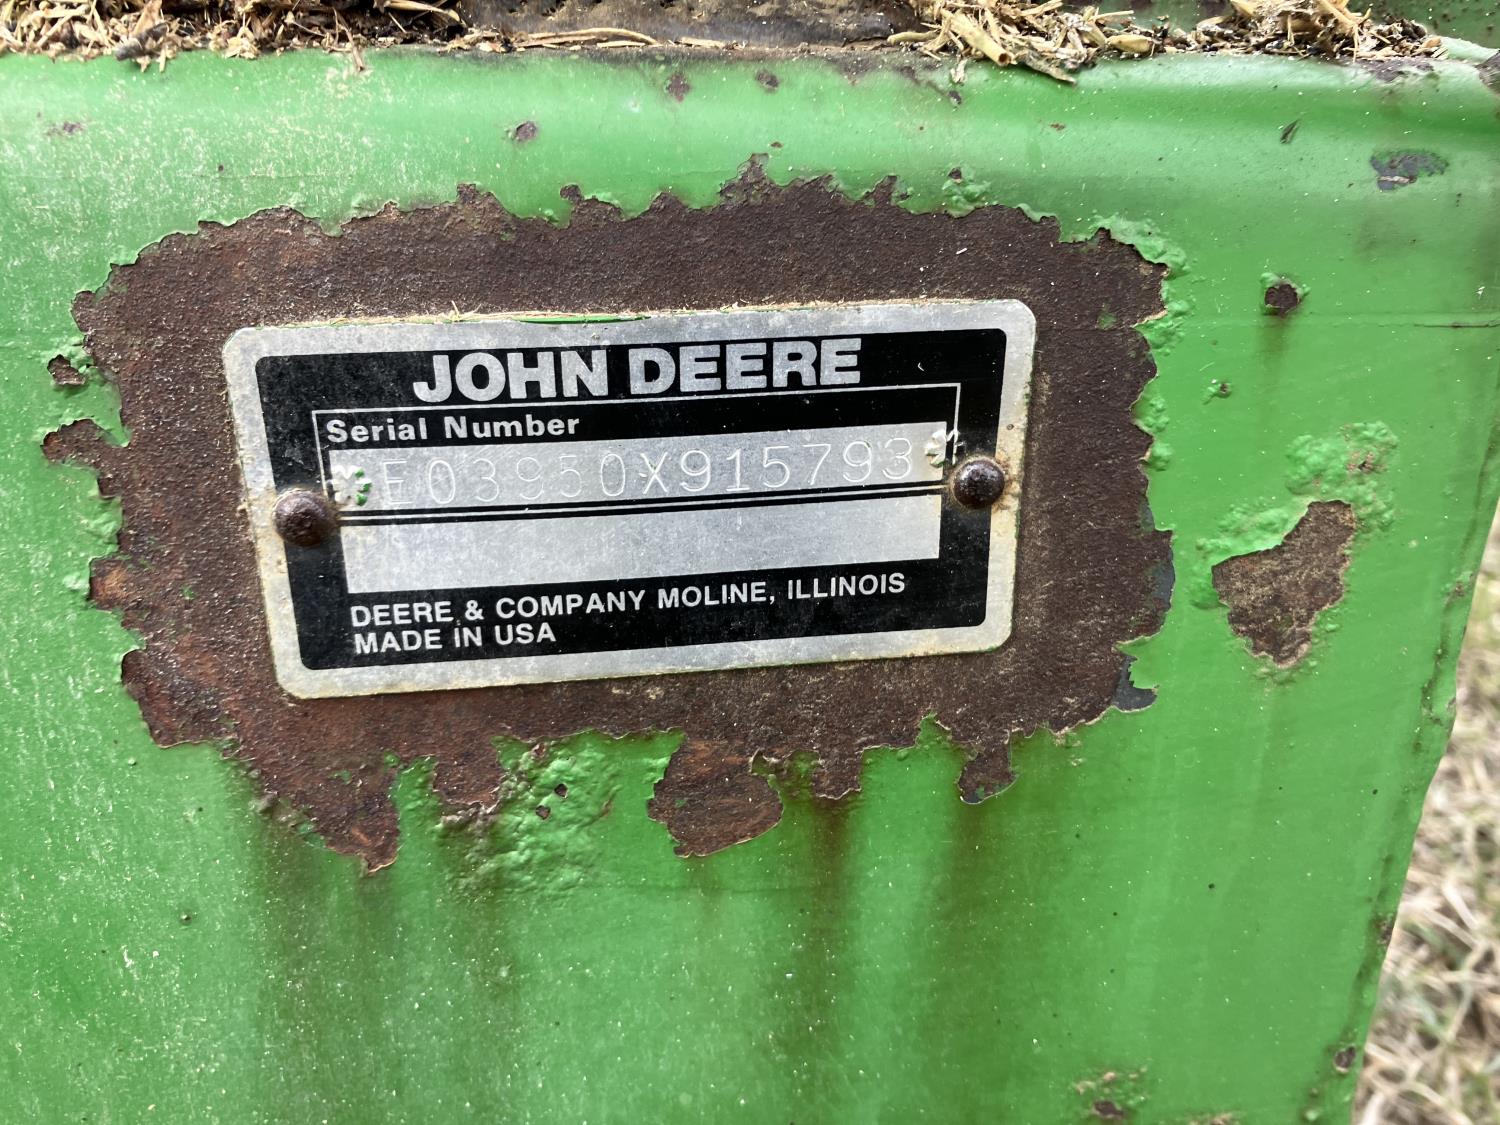 JOHN DEERE
Serial Number
*E03950X915793*
DEERE & COMPANY MOLINE, ILLINOIS
MADE IN USA